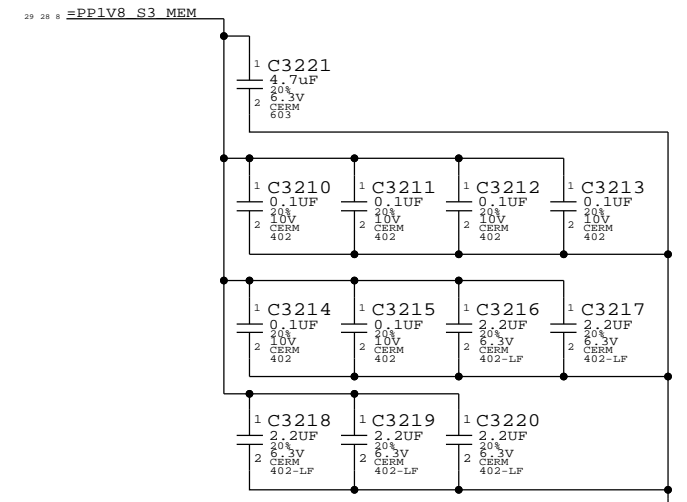 29 28 8 =PP1V8_S3_MEM
1 C3221
4.7uF
20%
6.3V
2 CERM
603
1 C3210 1 C3211 1 C3212 1 C3213
0.1UF 0.1UF 0.1UF 0.1UF
20% 20% 20% 20%
10V 10V 10V 10V
2 CERM 2 CERM 2 CERM 2 CERM
402 402 402 402
1 C3214 1 C3215 1 C3216 1 C3217
0.1UF 0.1UF 2.2UF 2.2UF
20% 20% 20% 20%
10V 10V 6.3V 6.3V
2 CERM 2 CERM 2 CERM 2 CERM
402 402 402-LF 402-LF
1 C3218 1 C3219 1 C3220
2.2UF 2.2UF 2.2UF
20% 20% 20%
6.3V 6.3V 6.3V
2 CERM 2 CERM 2 CERM
402-LF 402-LF 402-LF